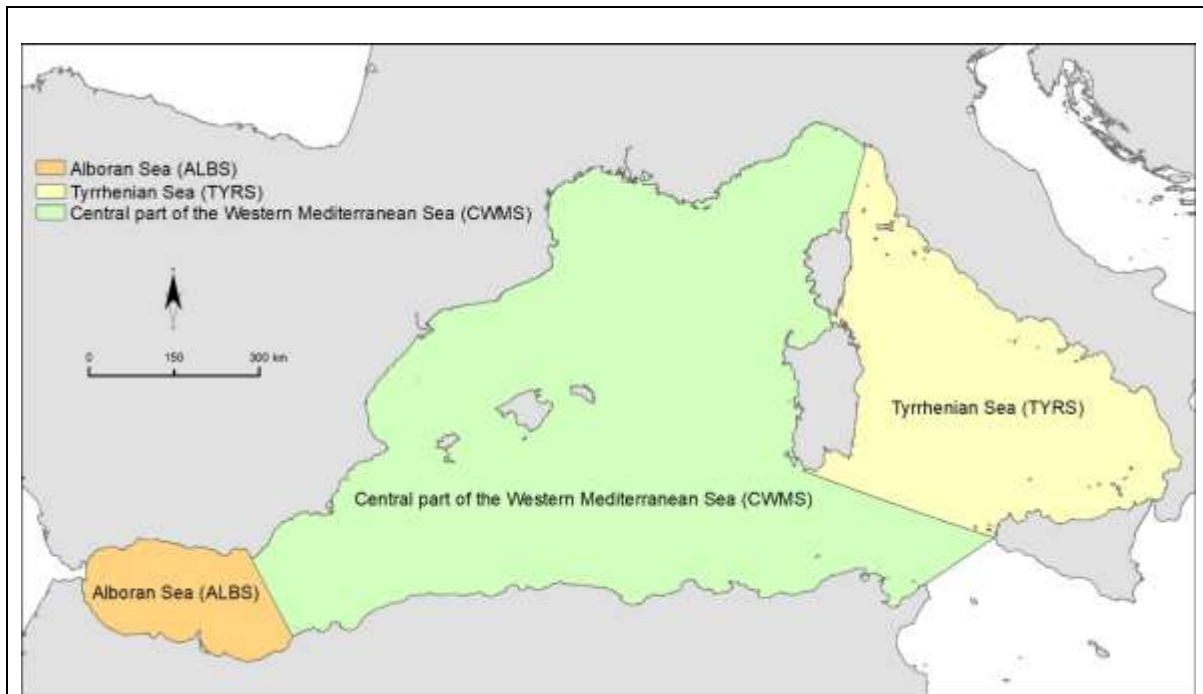 Alboran Sea (ALBS)
Tyrrhenian Sea (TYRS)
Central part of the Western Mediterranean Sea (CWMS)
0 150 300 km
Tyrrhenian Sea (TYRS)
Central part of the Western Mediterranean Sea (CWMS)
Alboran Sea (ALBS)